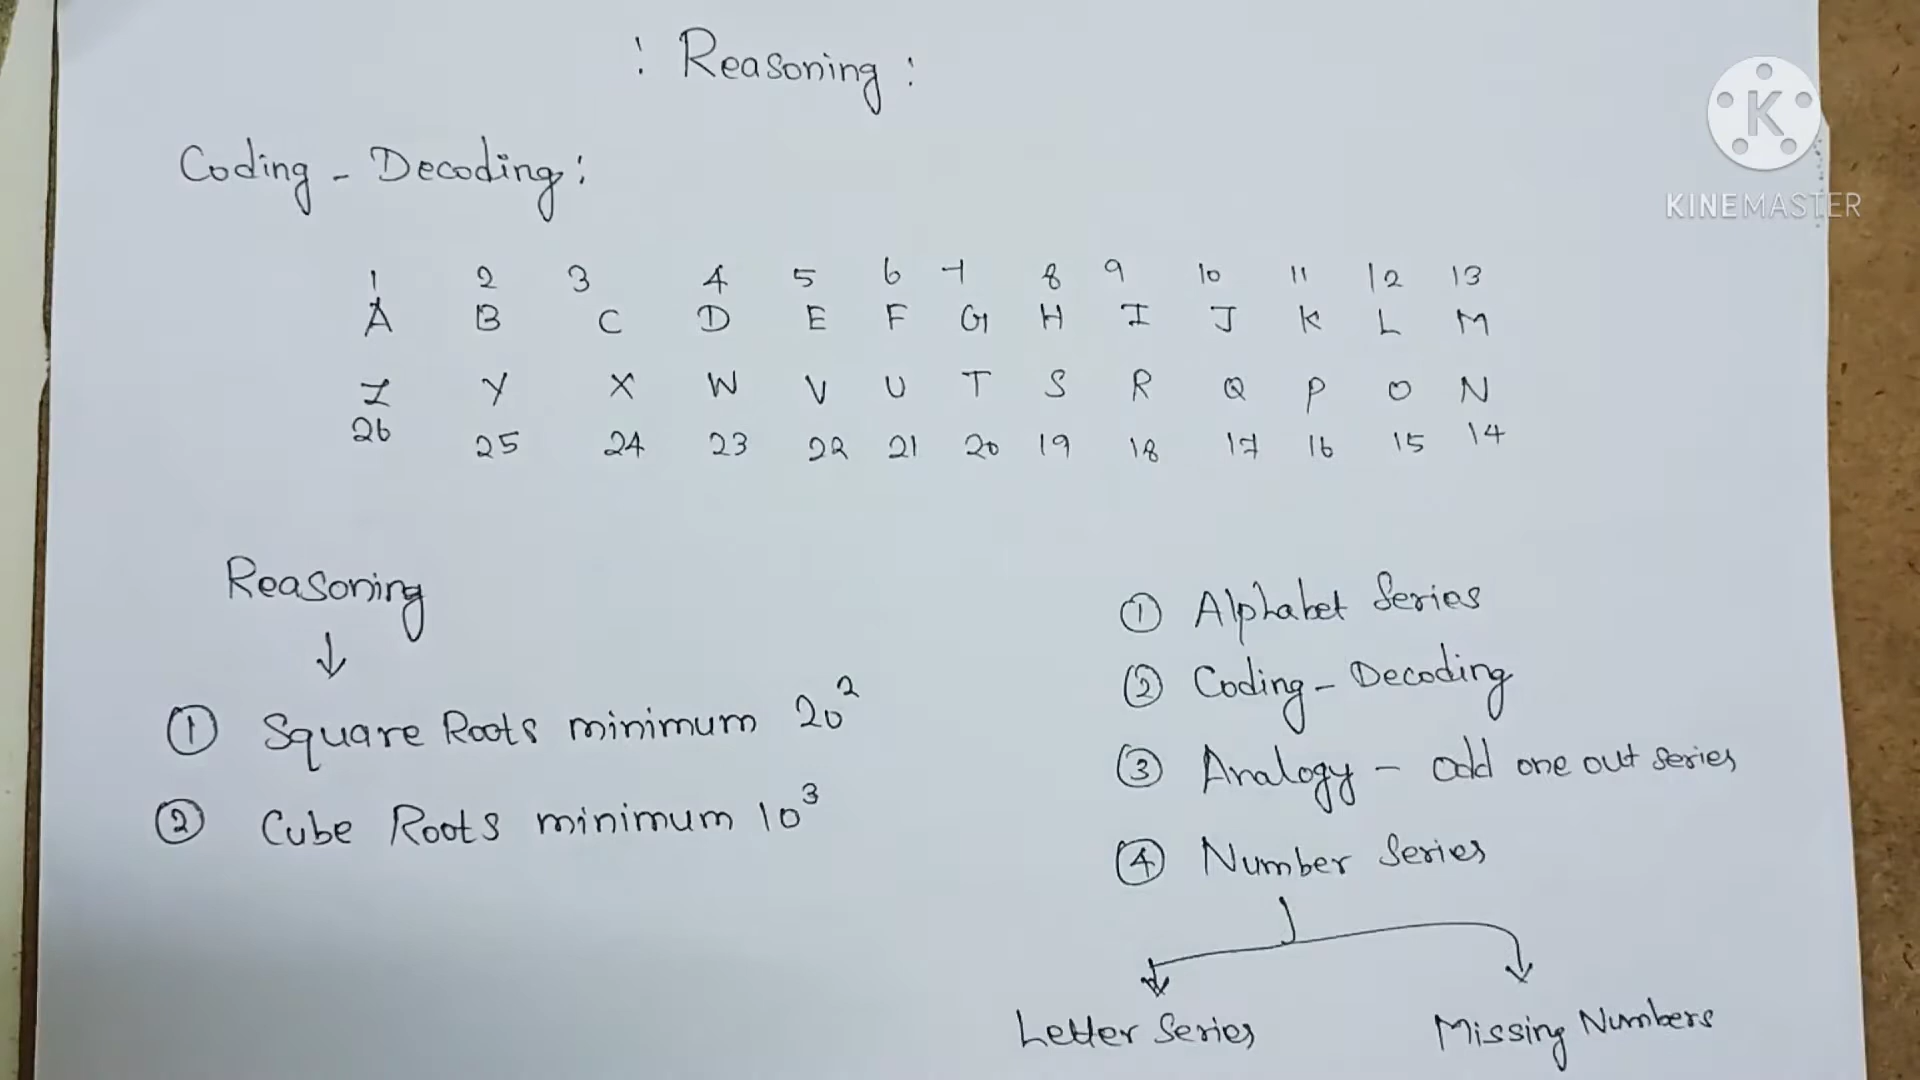 : Reasoning :
Coding - Decoding :
1 2 3 4 5 6 7 8 9 10 11 12 13
A B C D E F G H I J K L M
Z Y X W V U T S R Q P O N
26 25 24 23 22 21 20 19 18 17 16 15 14
Reasoning
↓
① Square Roots minimum 20²
② Cube Roots minimum 10³
① Alphabet Series
② Coding - Decoding
③ Analogy - odd one out series
④ Number Series
Letter Series
Missing Numbers
K
KINEMASTER